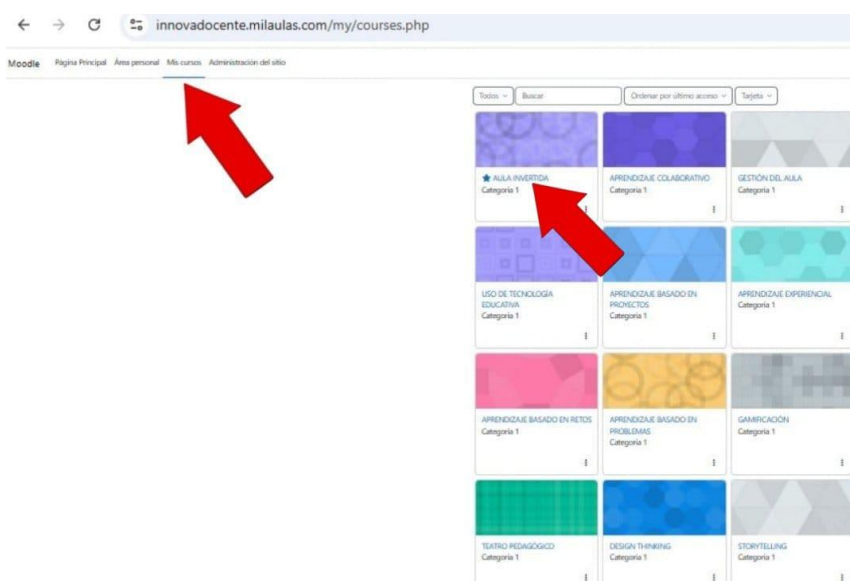 innovadocente.milaulas.com/my/courses.php
Moodle Página Principal Área personal Mis cursos Administración del sitio
Todos Buscar Ordenar por último acceso Tarjeta
AULA INVERTIDA
Categoría 1
APRENDIZAJE COLABORATIVO
Categoría 1
GESTIÓN DEL AULA
Categoría 1
USO DE TECNOLOGÍA
EDUCATIVA
Categoría 1
APRENDIZAJE BASADO EN
PROYECTOS
Categoría 1
APRENDIZAJE EXPERIENCIAL
Categoría 1
APRENDIZAJE BASADO EN RETOS
Categoría 1
APRENDIZAJE BASADO EN
PROBLEMAS
Categoría 1
GAMIFICACIÓN
Categoría 1
TEATRO PEDAGÓGICO
Categoría 1
DESIGN THINKING
Categoría 1
STORYTELLING
Categoría 1